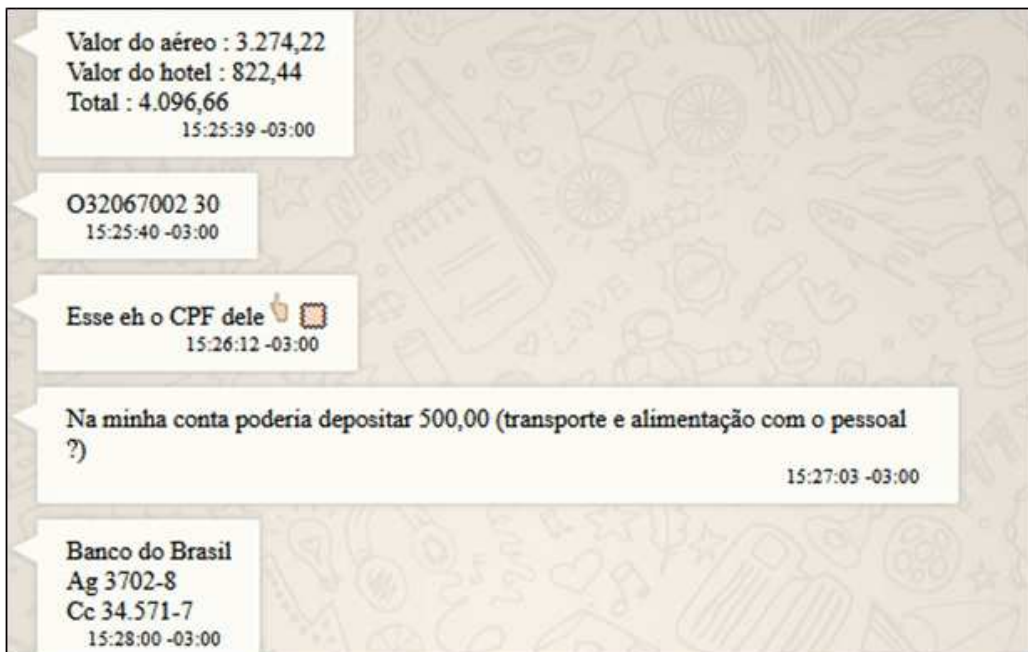 Valor do aéreo : 3.274,22
Valor do hotel : 822,44
Total : 4.096,66
15:25:39 -03:00
O32067002 30
15:25:40 -03:00
Esse eh o CPF dele 👆🏼
15:26:12 -03:00
Na minha conta poderia depositar 500,00 (transporte e alimentação com o pessoal
?)
15:27:03 -03:00
Banco do Brasil
Ag 3702-8
Cc 34.571-7
15:28:00 -03:00